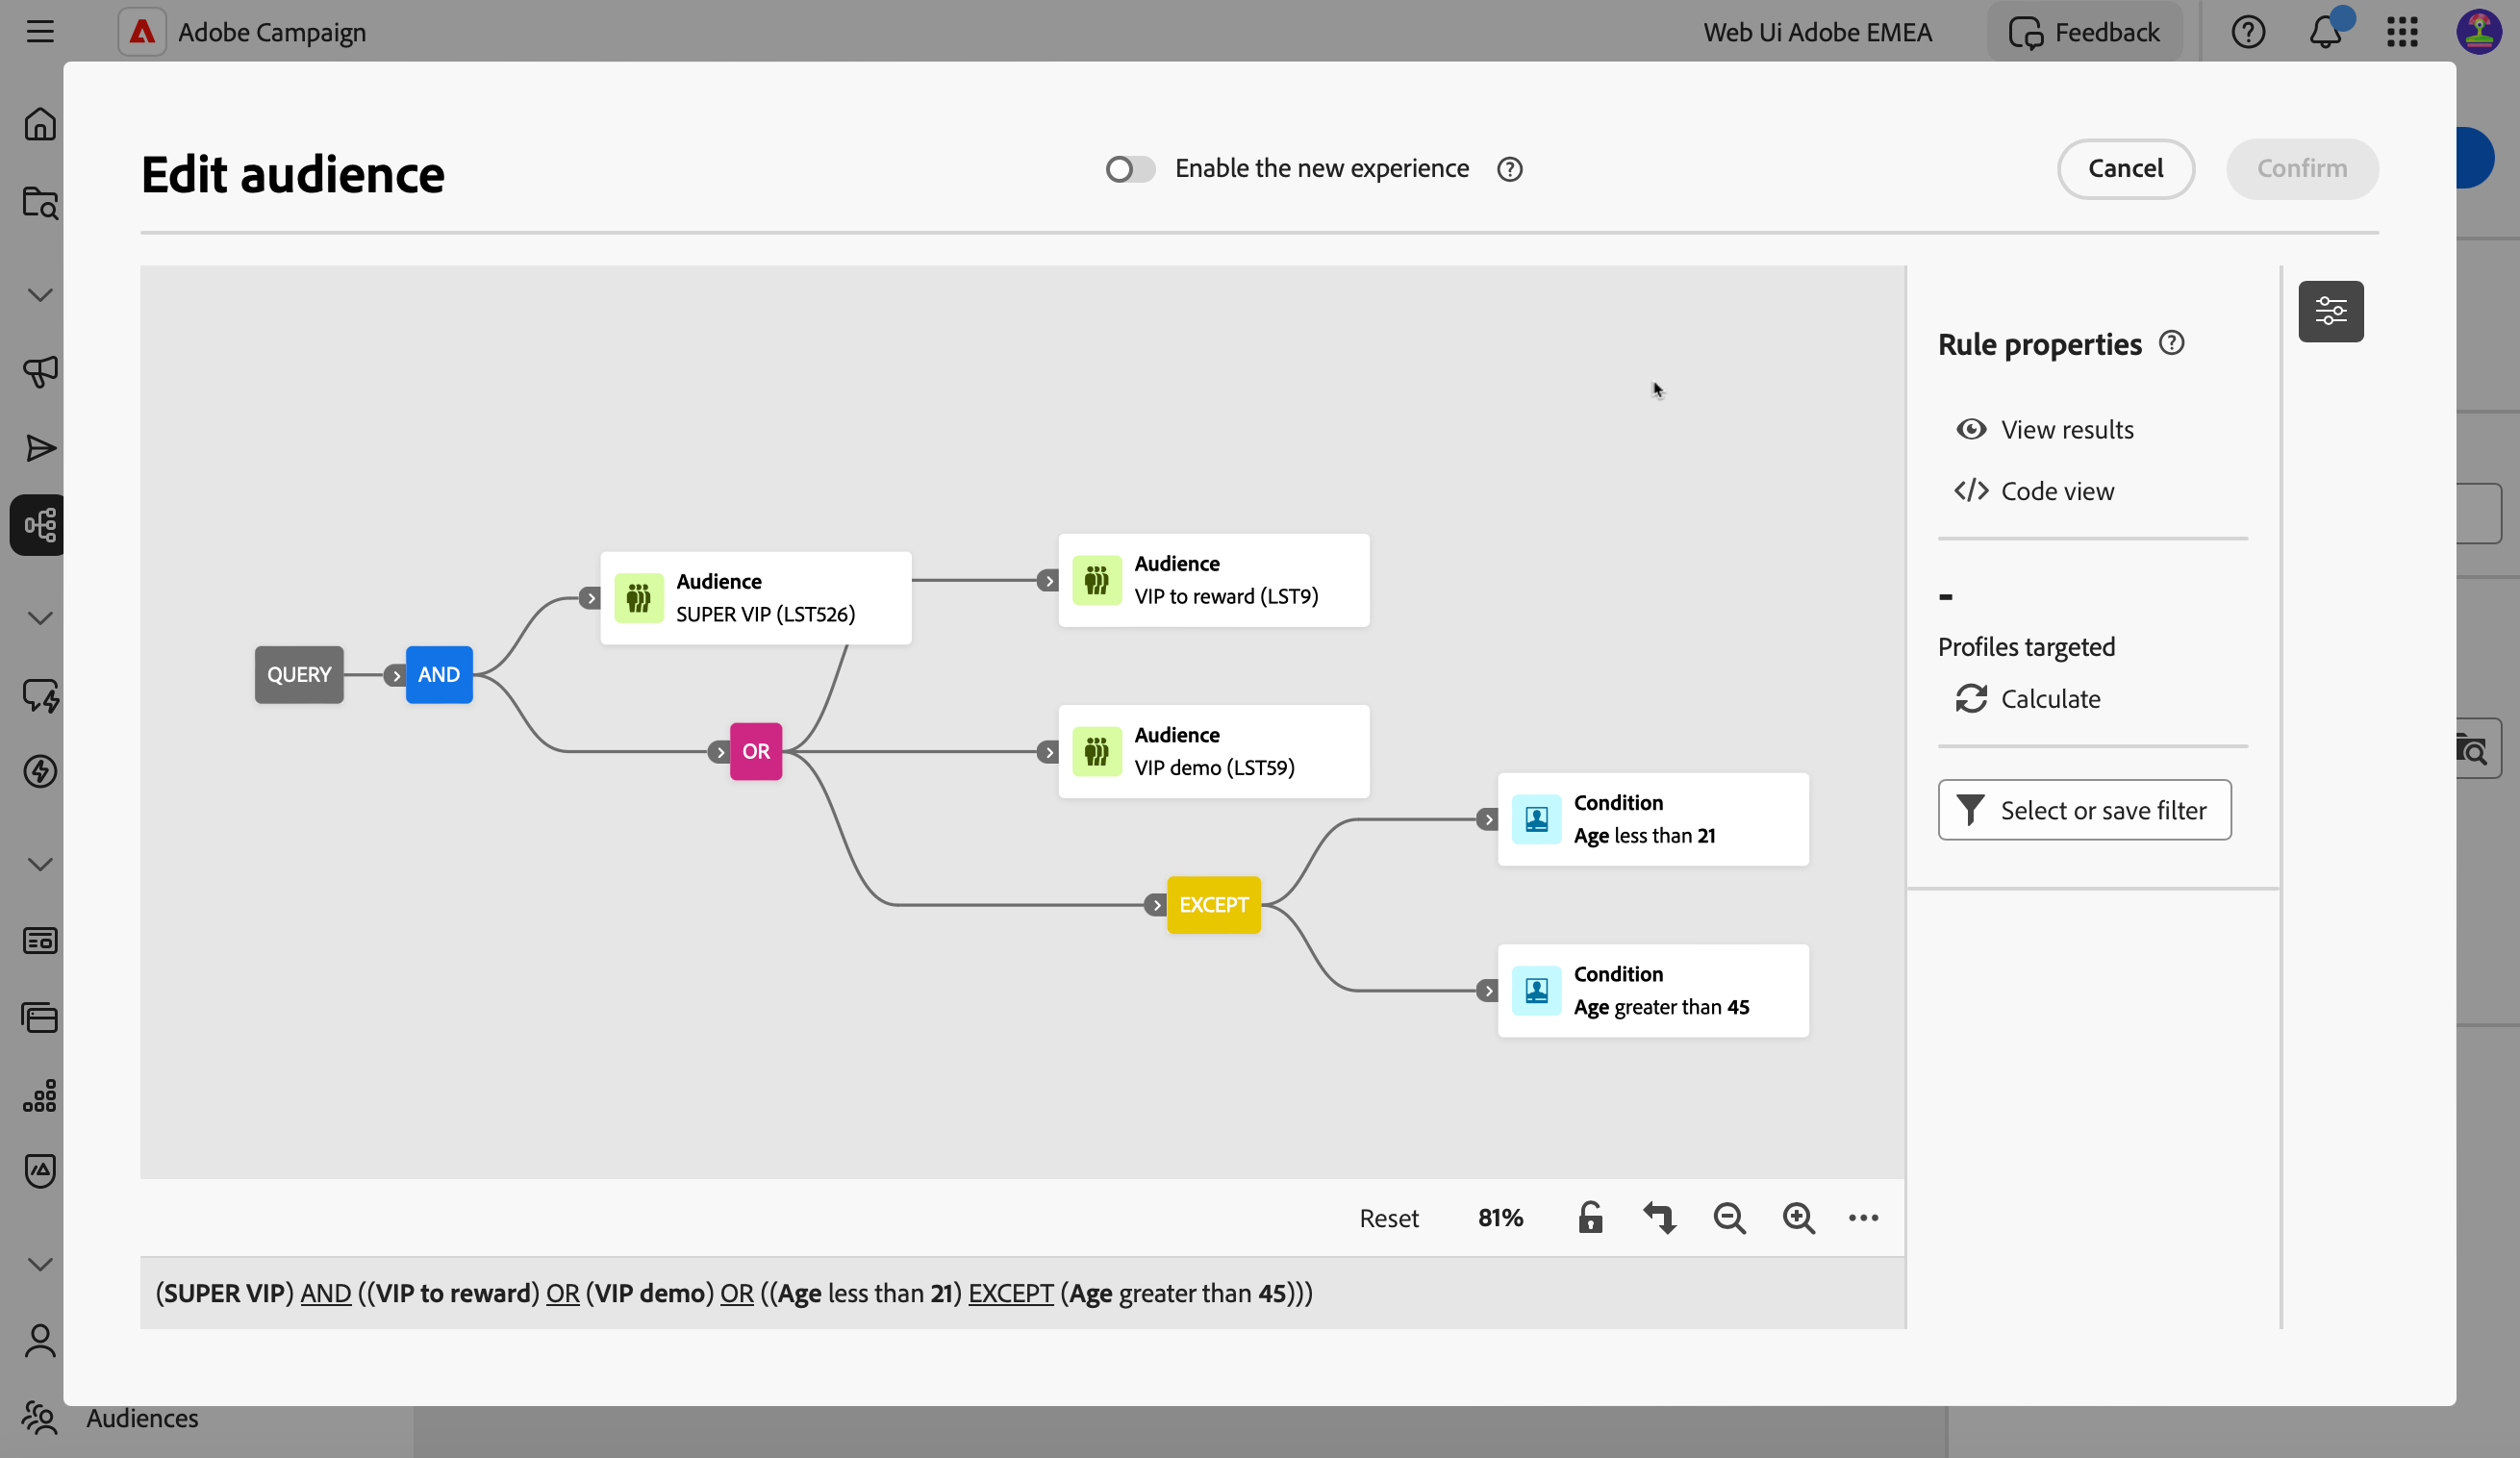 Adobe Campaign
Web Ui Adobe EMEA
Feedback
Edit audience
Enable the new experience
Cancel
Confirm
Rule properties
View results
Code view
-
Profiles targeted
Calculate
Select or save filter
QUERY
AND
Audience
SUPER VIP (LST526)
OR
Audience
VIP to reward (LST9)
Audience
VIP demo (LST59)
EXCEPT
Condition
Age less than 21
Condition
Age greater than 45
Reset
81%
(SUPER VIP) AND ((VIP to reward) OR (VIP demo) OR ((Age less than 21) EXCEPT (Age greater than 45)))
Audiences